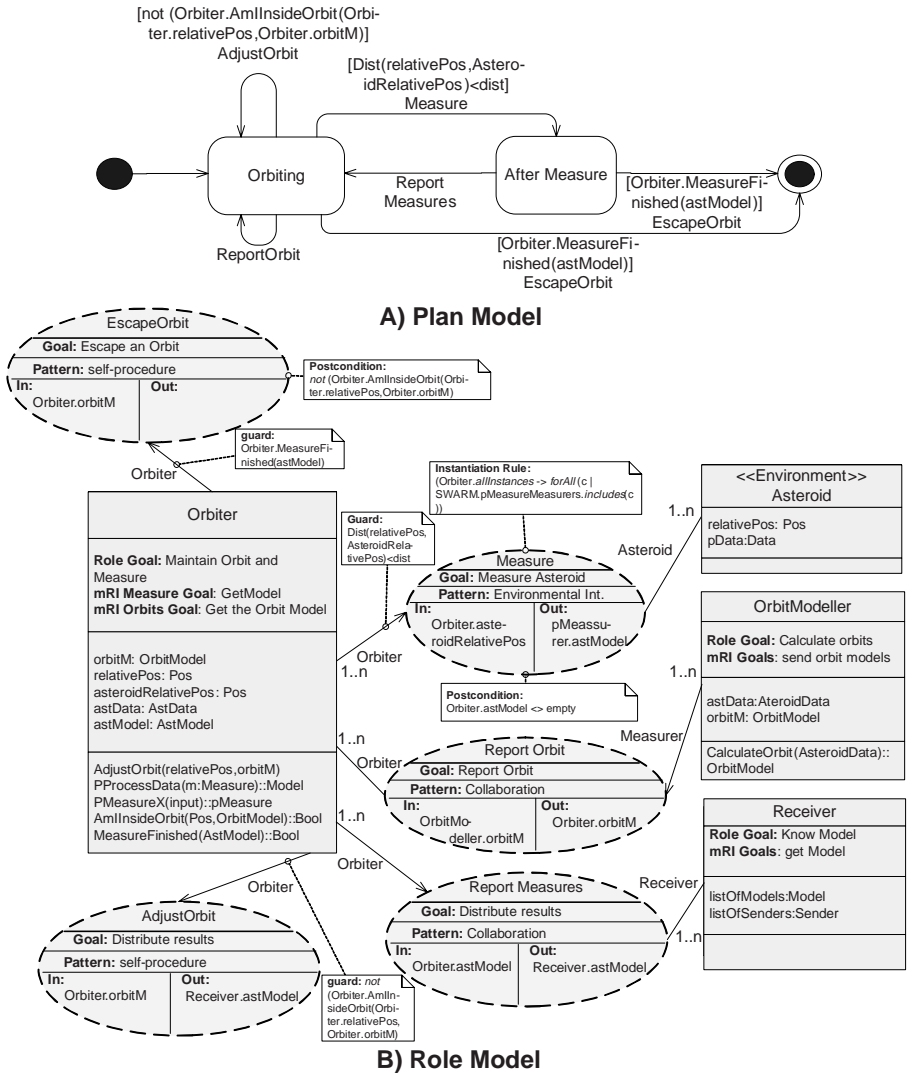 [not (Orbiter.AmIInsideOrbit(Orbi-
ter.relativePos,Orbiter.orbitM)]
AdjustOrbit
[Dist(relativePos,Astero-
idRelativePos)<dist]
Measure
Orbiting
After Measure
Report
Measures
[Orbiter.MeasureFi-
nished(astModel)]
EscapeOrbit
ReportOrbit
[Orbiter.MeasureFi-
nished(astModel)]
EscapeOrbit
A) Plan Model
EscapeOrbit
Goal: Escape an Orbit
Pattern: self-procedure
In:
Orbiter.orbitM
Out:
Postcondition:
not (Orbiter.AmIInsideOrbit(Orbi-
ter.relativePos,Orbiter.orbitM)
guard:
Orbiter.MeasureFi-
nished(astModel)
Orbiter
Orbiter
Role Goal: Maintain Orbit and
Measure
mRI Measure Goal: GetModel
mRI Orbits Goal: Get the Orbit Model
orbitM: OrbitModel
relativePos: Pos
asteroidRelativePos: Pos
astData: AstData
astModel: AstModel
AdjustOrbit(relativePos,orbitM)
PProcessData(m:Measure)::Model
PMeasureX(input)::pMeasure
AmIInsideOrbit(Pos,OrbitModel)::Bool
MeasureFinished(AstModel)::Bool
Guard:
Dist(relativePos,
AsteroidRela-
tivePos)<dist
Instantiation Rule:
(Orbiter.allInstances -> forAll (c |
SWARM.pMeasureMeasurers.includes(c
))
Measure
Goal: Measure Asteroid
Pattern: Environmental Int.
In:
Orbiter.aste-
roidRelativePos
Out:
pMeassu-
rer.astModel
Orbiter
1..n
Asteroid
1..n
<<Environment>>
Asteroid
relativePos: Pos
pData:Data
Postcondition:
Orbiter.astModel <> empty
OrbitModeller
Role Goal: Calculate orbits
mRI Goals: send orbit models
astData:AteroidData
orbitM: OrbitModel
CalculateOrbit(AsteroidData)::
OrbitModel
1..n
Measurer
1..n
Orbiter
Report Orbit
Goal: Report Orbit
Pattern: Collaboration
In:
OrbitMo-
deller.orbitM
Out:
Orbiter.orbitM
1..n
Orbiter
Report Measures
Goal: Distribute results
Pattern: Collaboration
In:
Orbiter.astModel
Out:
Receiver.astModel
Receiver
1..n
Receiver
Role Goal: Know Model
mRI Goals: get Model
listOfModels:Model
listOfSenders:Sender
Orbiter
AdjustOrbit
Goal: Distribute results
Pattern: self-procedure
In:
Orbiter.orbitM
Out:
Receiver.astModel
guard: not
(Orbiter.AmIIn-
sideOrbit(Orbi-
ter.relativePos,
Orbiter.orbitM)
B) Role Model